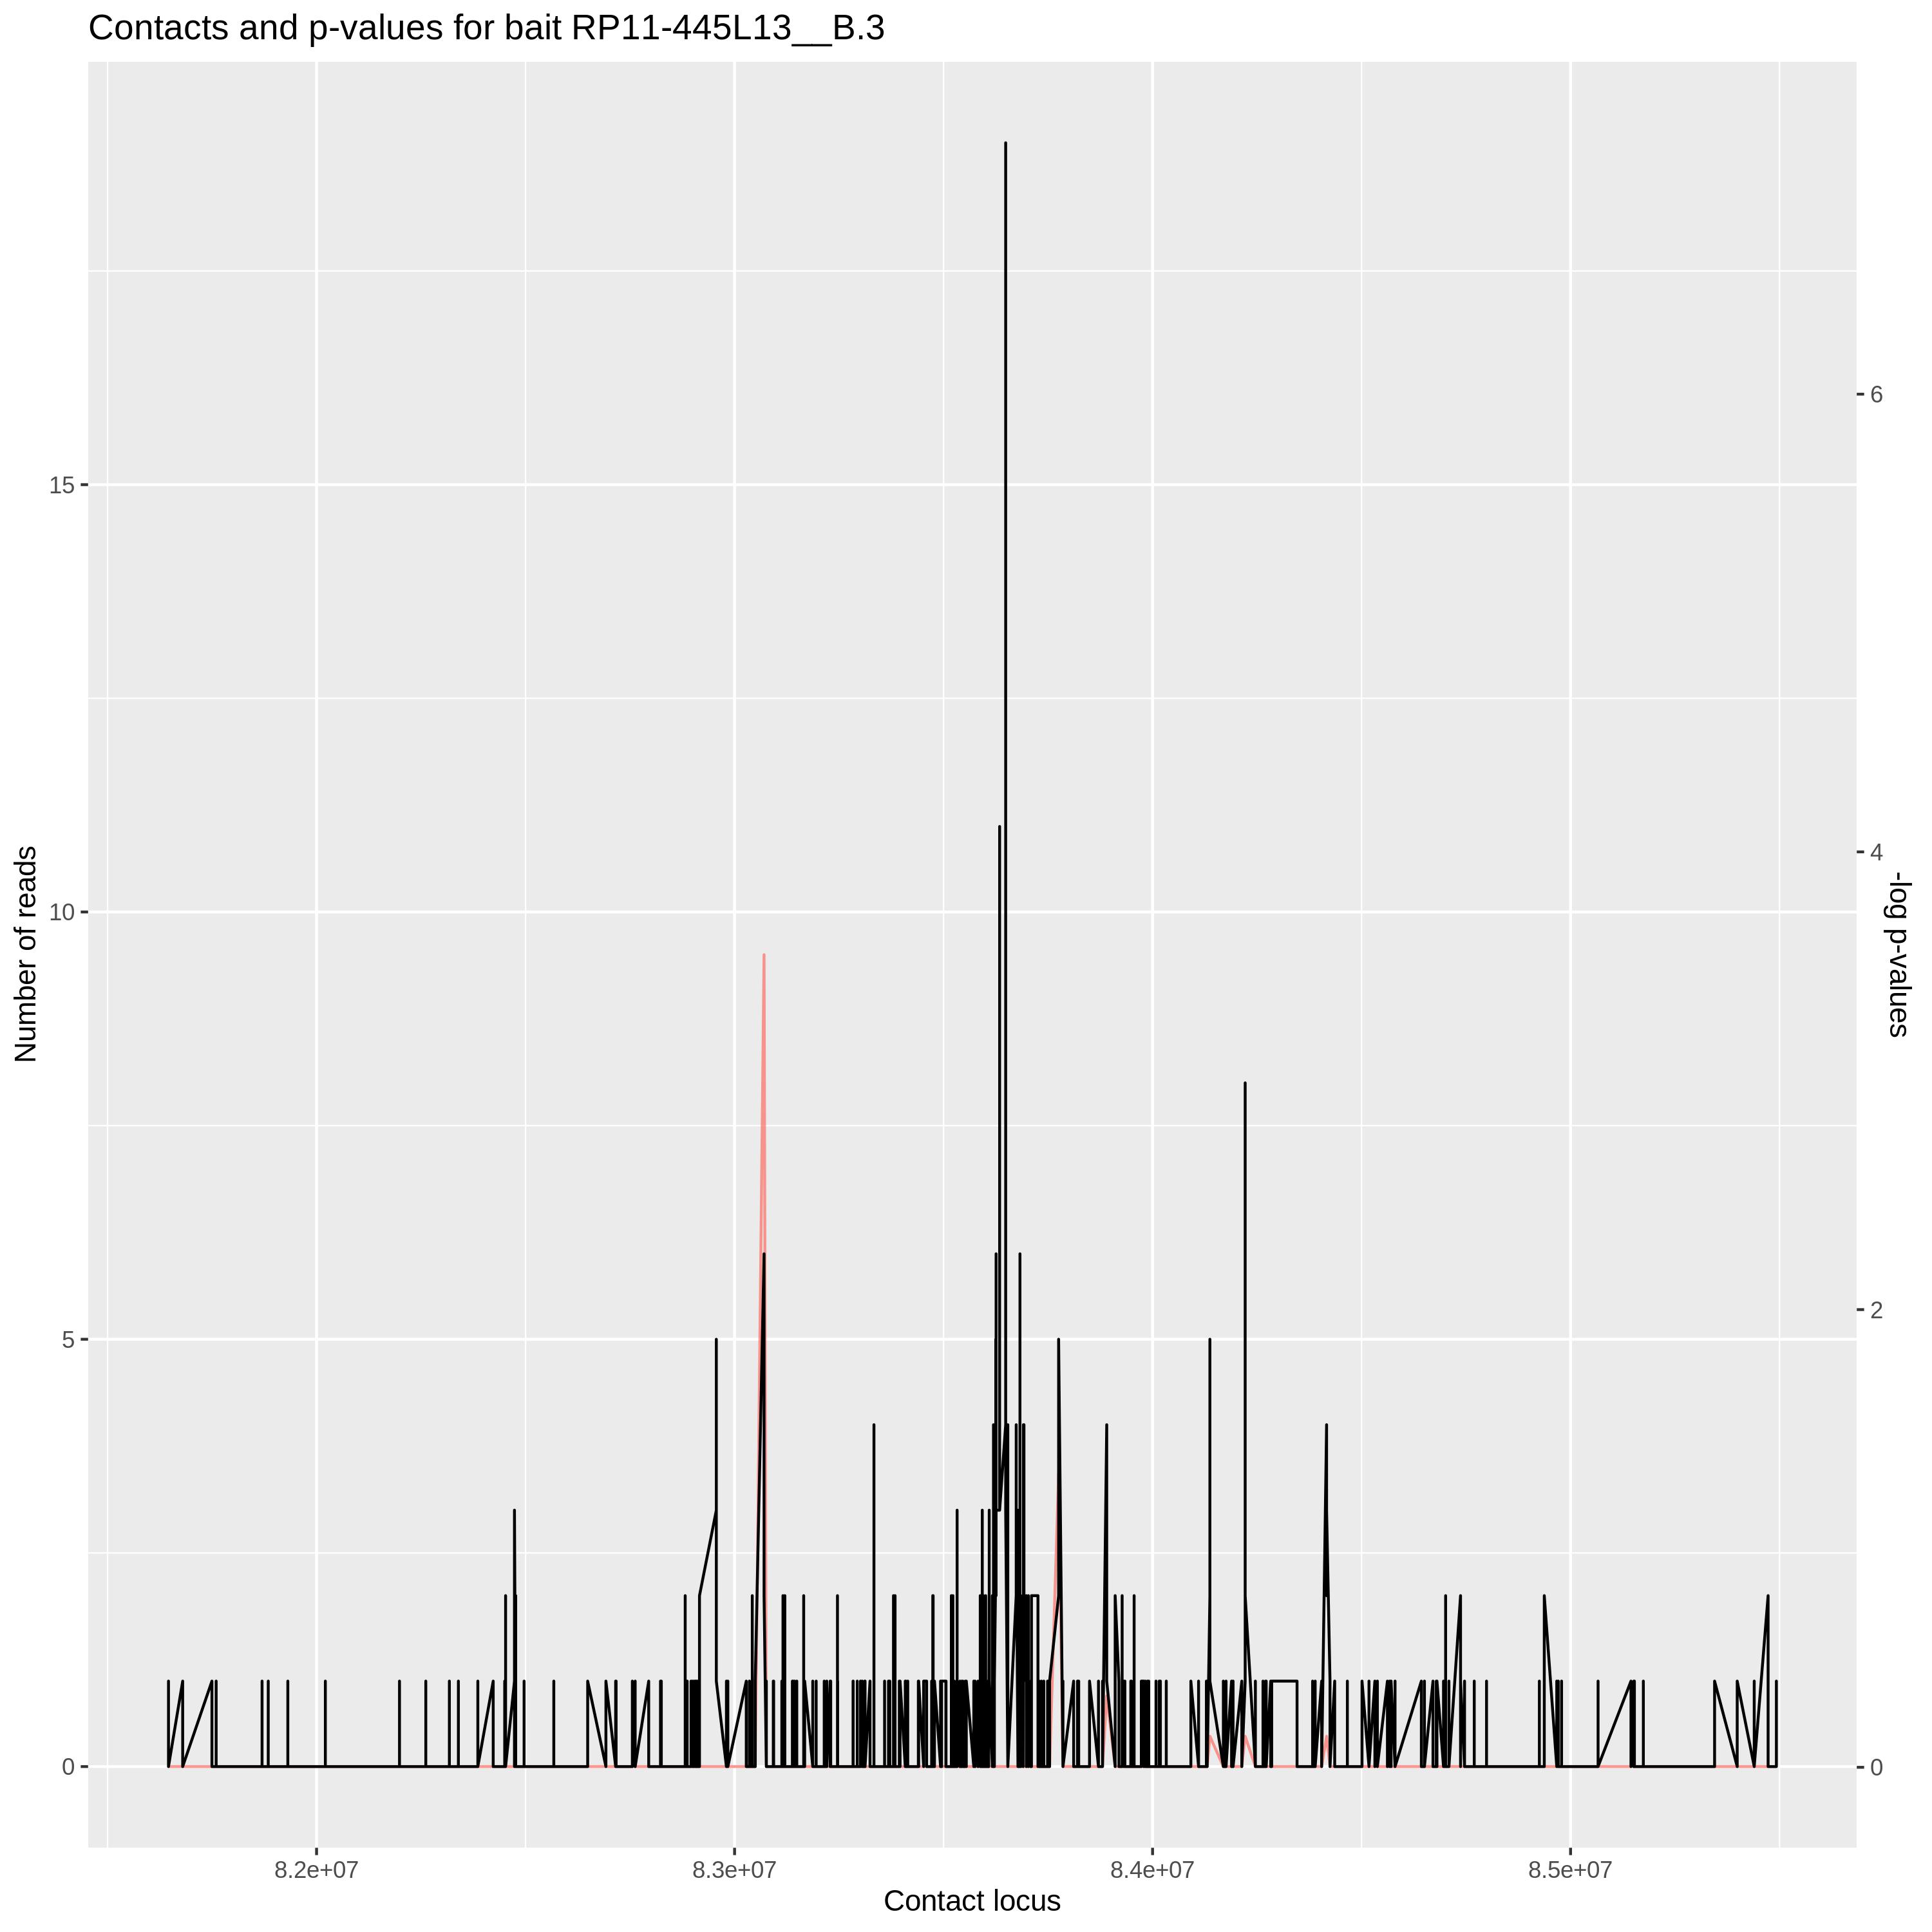 Contacts and p-values for bait RP11-445L13__B.3
Number of reads
15
10
5
0
6
4
2
0
-log p-values
8.2e+07
8.3e+07
8.4e+07
8.5e+07
Contact locus